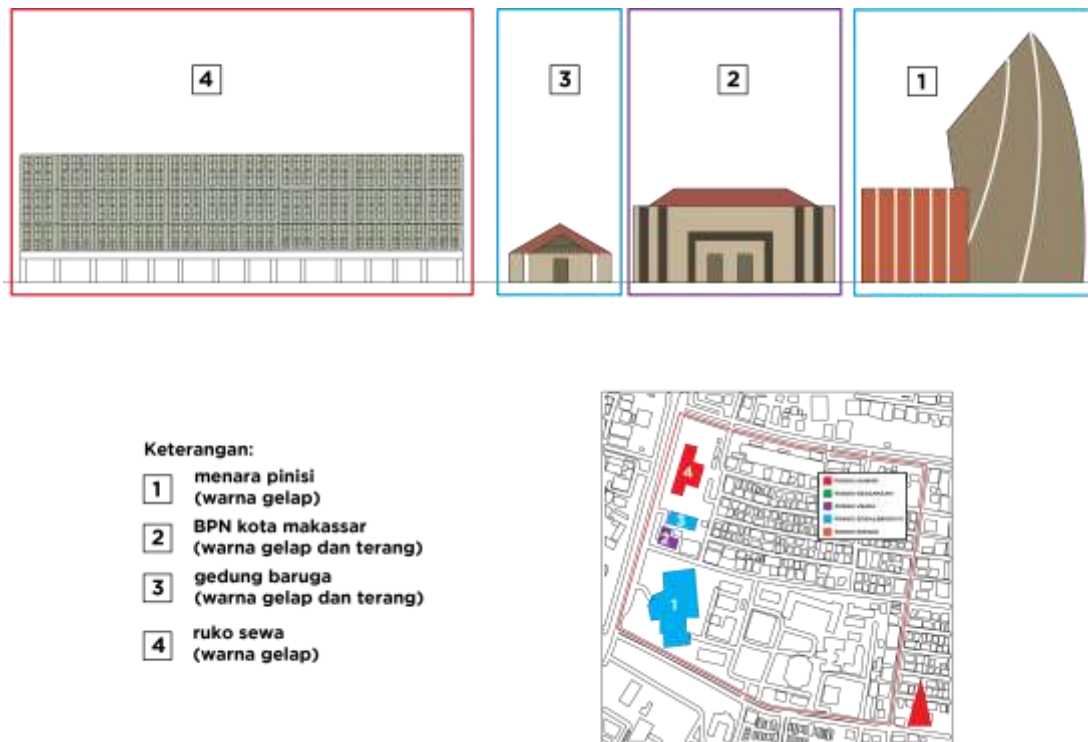 4
3
2
1
Keterangan:
1
menara pinisi
(warna gelap)
2
BPN kota makassar
(warna gelap dan terang)
3
gedung baruga
(warna gelap dan terang)
4
ruko sewa
(warna gelap)
4
3
2
1